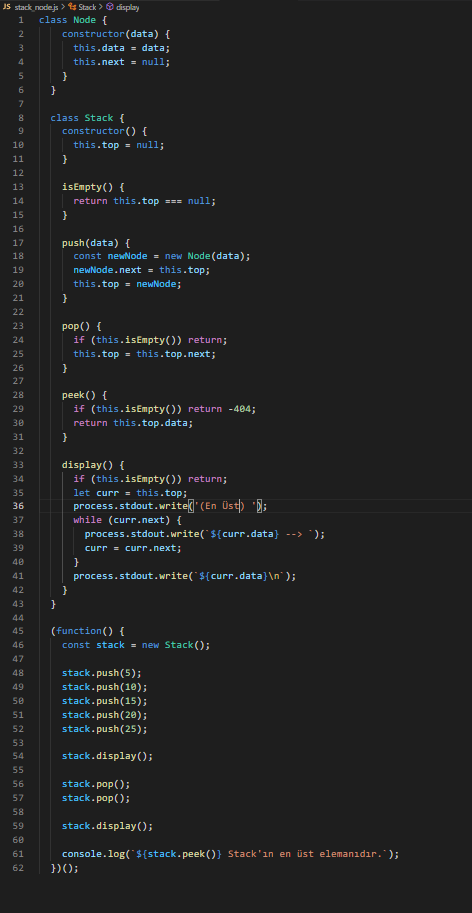 JS stack_node.js > Stack > display
1 class Node {
2 constructor(data) {
3 this.data = data;
4 this.next = null;
5 }
6 }
7
8 class Stack {
9 constructor() {
10 this.top = null;
11 }
12
13 isEmpty() {
14 return this.top === null;
15 }
16
17 push(data) {
18 const newNode = new Node(data);
19 newNode.next = this.top;
20 this.top = newNode;
21 }
22
23 pop() {
24 if (this.isEmpty()) return;
25 this.top = this.top.next;
26 }
27
28 peek() {
29 if (this.isEmpty()) return -404;
30 return this.top.data;
31 }
32
33 display() {
34 if (this.isEmpty()) return;
35 let curr = this.top;
36 process.stdout.write('(En Üst) ');
37 while (curr.next) {
38 process.stdout.write(`${curr.data} --> `);
39 curr = curr.next;
40 }
41 process.stdout.write(`${curr.data}\n`);
42 }
43 }
44
45 (function() {
46 const stack = new Stack();
47
48 stack.push(5);
49 stack.push(10);
50 stack.push(15);
51 stack.push(20);
52 stack.push(25);
53
54 stack.display();
55
56 stack.pop();
57 stack.pop();
58
59 stack.display();
60
61 console.log(`${stack.peek()} Stack'ın en üst elemanıdır.`);
62 })();